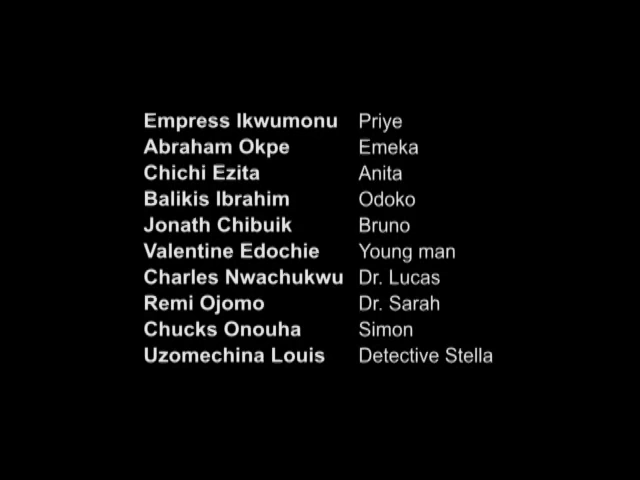 Empress Ikwumonu Priye
Abraham Okpe Emeka
Chichi Ezita Anita
Balikis Ibrahim Odoko
Jonath Chibuik Bruno
Valentine Edochie Young man
Charles Nwachukwu Dr. Lucas
Remi Ojomo Dr. Sarah
Chucks Onouha Simon
Uzomechina Louis Detective Stella